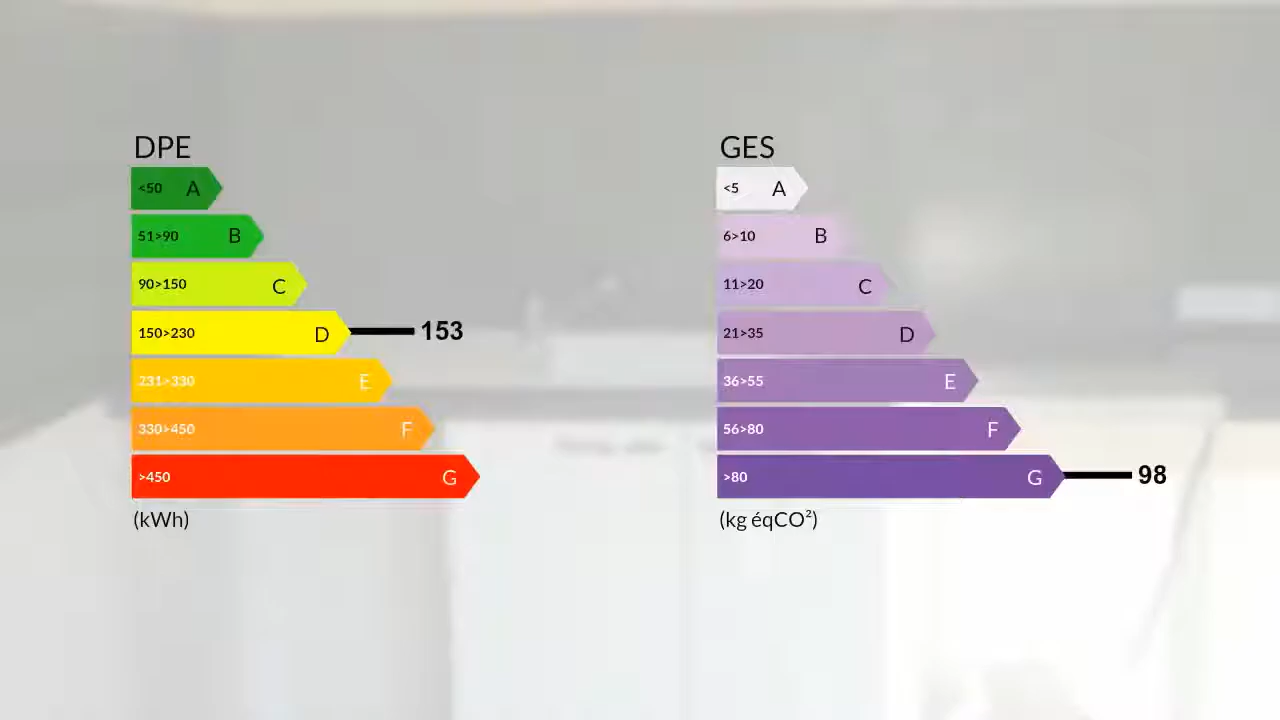 DPE
<50 A
51>90 B
90>150 C
150>230 D 153
231>330 E
330>450 F
>450 G
(kWh)
GES
<5 A
6>10 B
11>20 C
21>35 D
36>55 E
56>80 F
>80 G 98
(kg éqCO²)